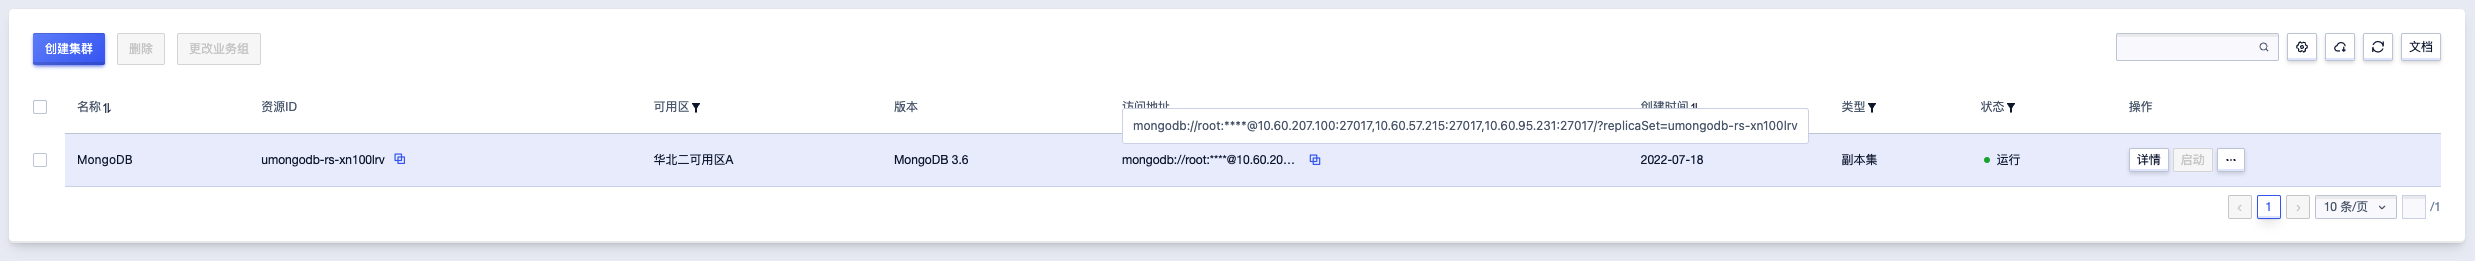 创建集群 删除 更改业务组 文档
名称 资源ID 可用区 版本 访问地址 创建时间 类型 状态 操作
mongodb://root:****@10.60.207.100:27017,10.60.57.215:27017,10.60.95.231:27017/?replicaSet=umongodb-rs-xn100lrv
MongoDB umongodb-rs-xn100lrv 华北二可用区A MongoDB 3.6 mongodb://root:****@10.60.20... 2022-07-18 副本集 运行 详情 启动 ...
1 10 条/页 /1